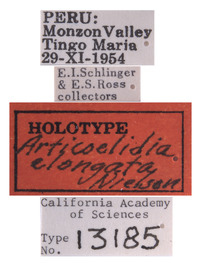 PERU:
Monzon Valley
Tingo Maria
29-XI-1954
E.I.Schlinger
& E.S.Ross
collectors
HOLOTYPE
Articoelidia
elongata
Nielson
California Academy
of Sciences
Type
No. 13185